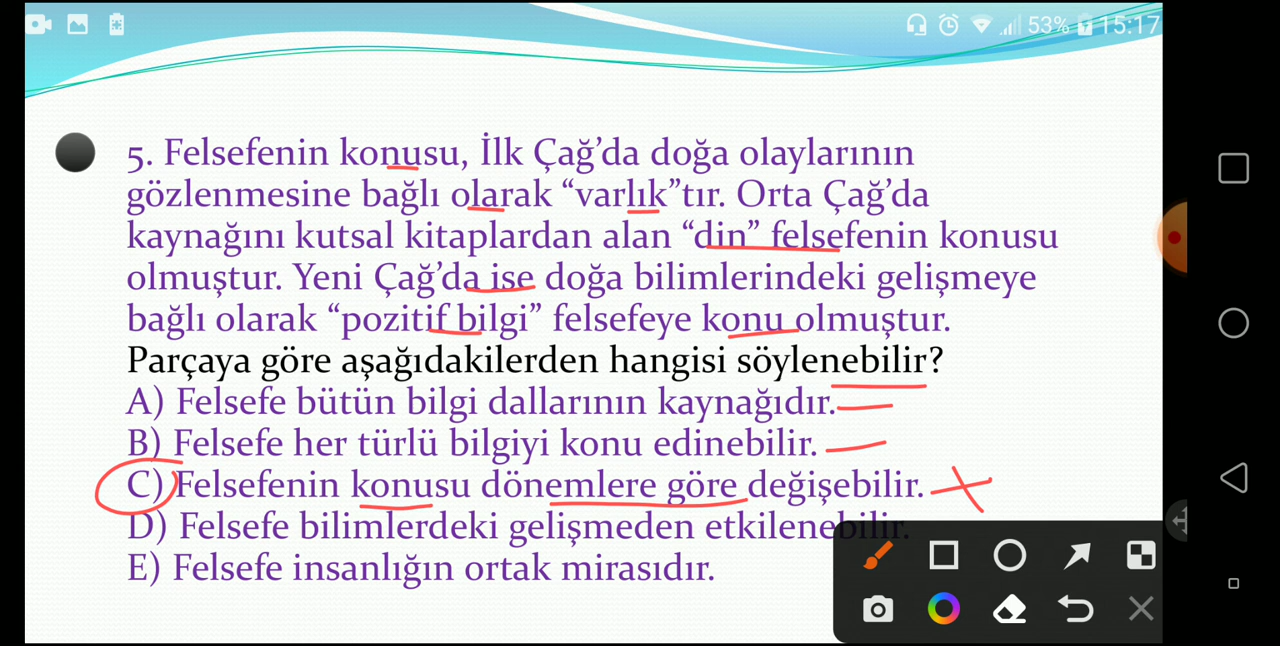 53% 15:17
5. Felsefenin konusu, İlk Çağ’da doğa olaylarının
gözlenmesine bağlı olarak “varlık”tır. Orta Çağ’da
kaynağını kutsal kitaplardan alan “din” felsefenin konusu
olmuştur. Yeni Çağ’da ise doğa bilimlerindeki gelişmeye
bağlı olarak “pozitif bilgi” felsefeye konu olmuştur.
Parçaya göre aşağıdakilerden hangisi söylenebilir?
A) Felsefe bütün bilgi dallarının kaynağıdır.
B) Felsefe her türlü bilgiyi konu edinebilir.
C) Felsefenin konusu dönemlere göre değişebilir.
D) Felsefe bilimlerdeki gelişmeden etkilenebilir.
E) Felsefe insanlığın ortak mirasıdır.